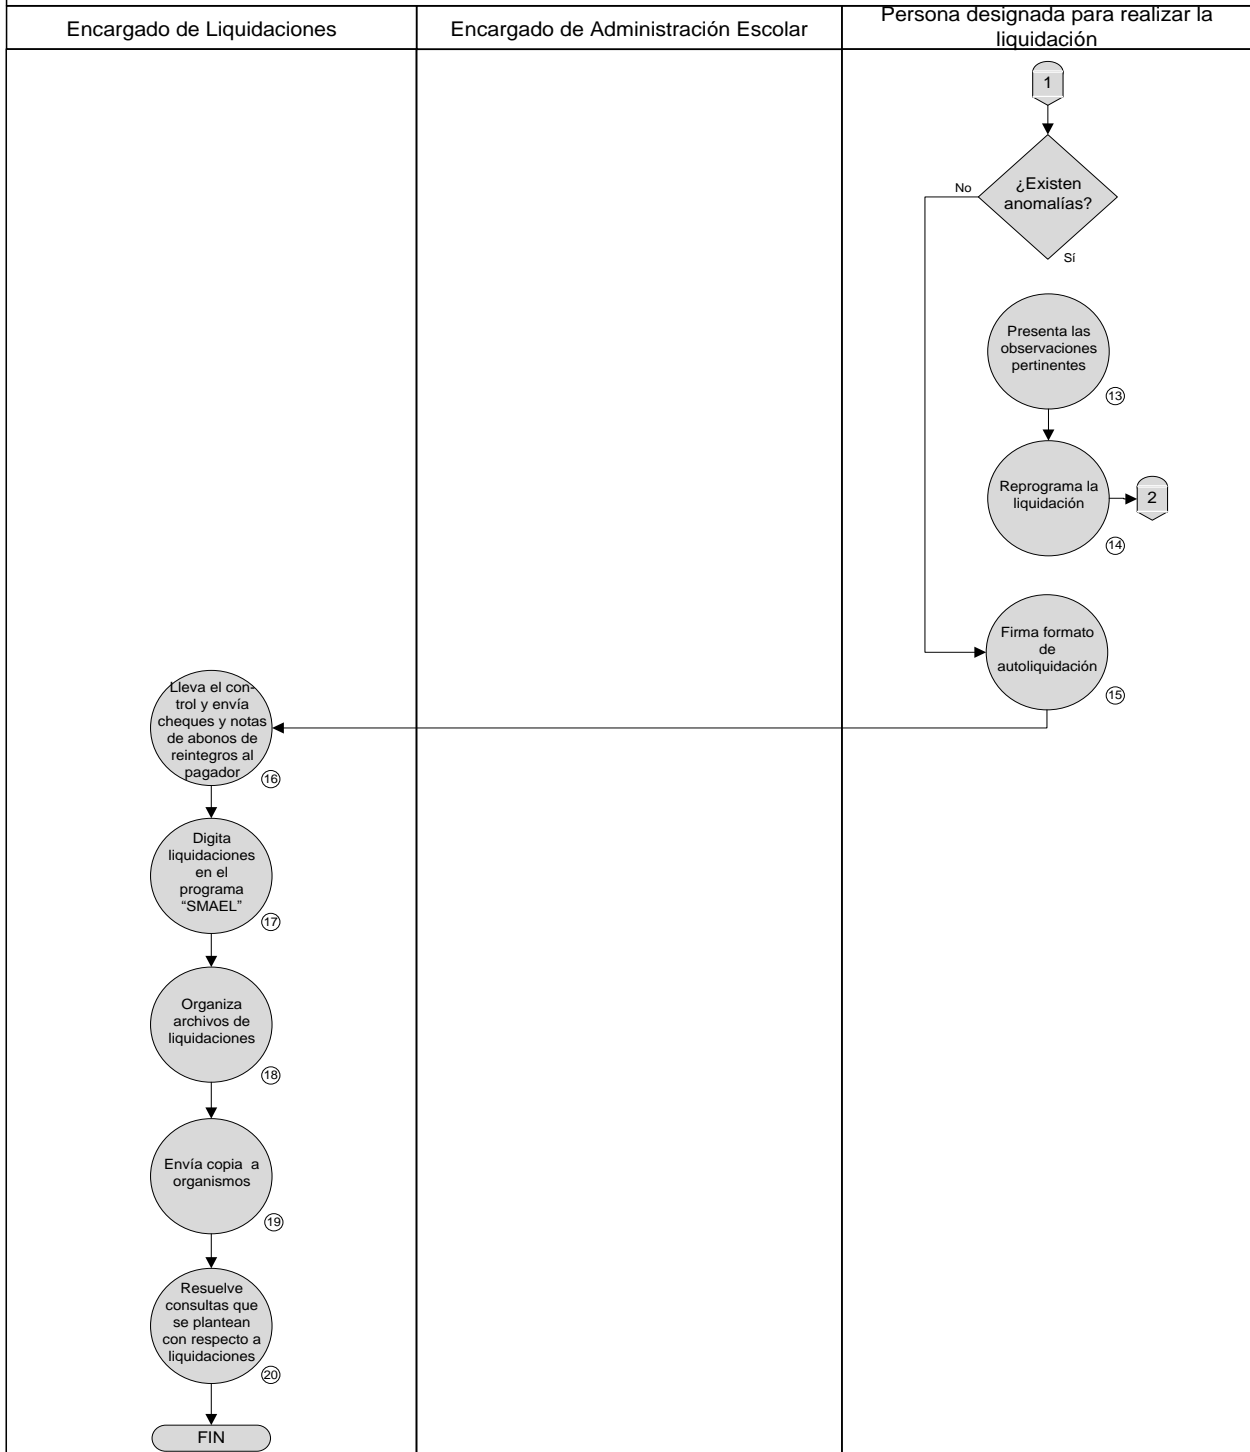 Encargado de Liquidaciones
Encargado de Administración Escolar
Persona designada para realizar la
liquidación
1
¿Existen
anomalías?
No
Sí
Presenta las
observaciones
pertinentes
13
Reprograma la
liquidación
14
2
Firma formato
de
autoliquidación
15
Lleva el con-
trol y envía
cheques y notas
de abonos de
reintegros al
pagador
16
Digita
liquidaciones
en el
programa
“SMAEL”
17
Organiza
archivos de
liquidaciones
18
Envía copia a
organismos
19
Resuelve
consultas que
se plantean
con respecto a
liquidaciones
20
FIN